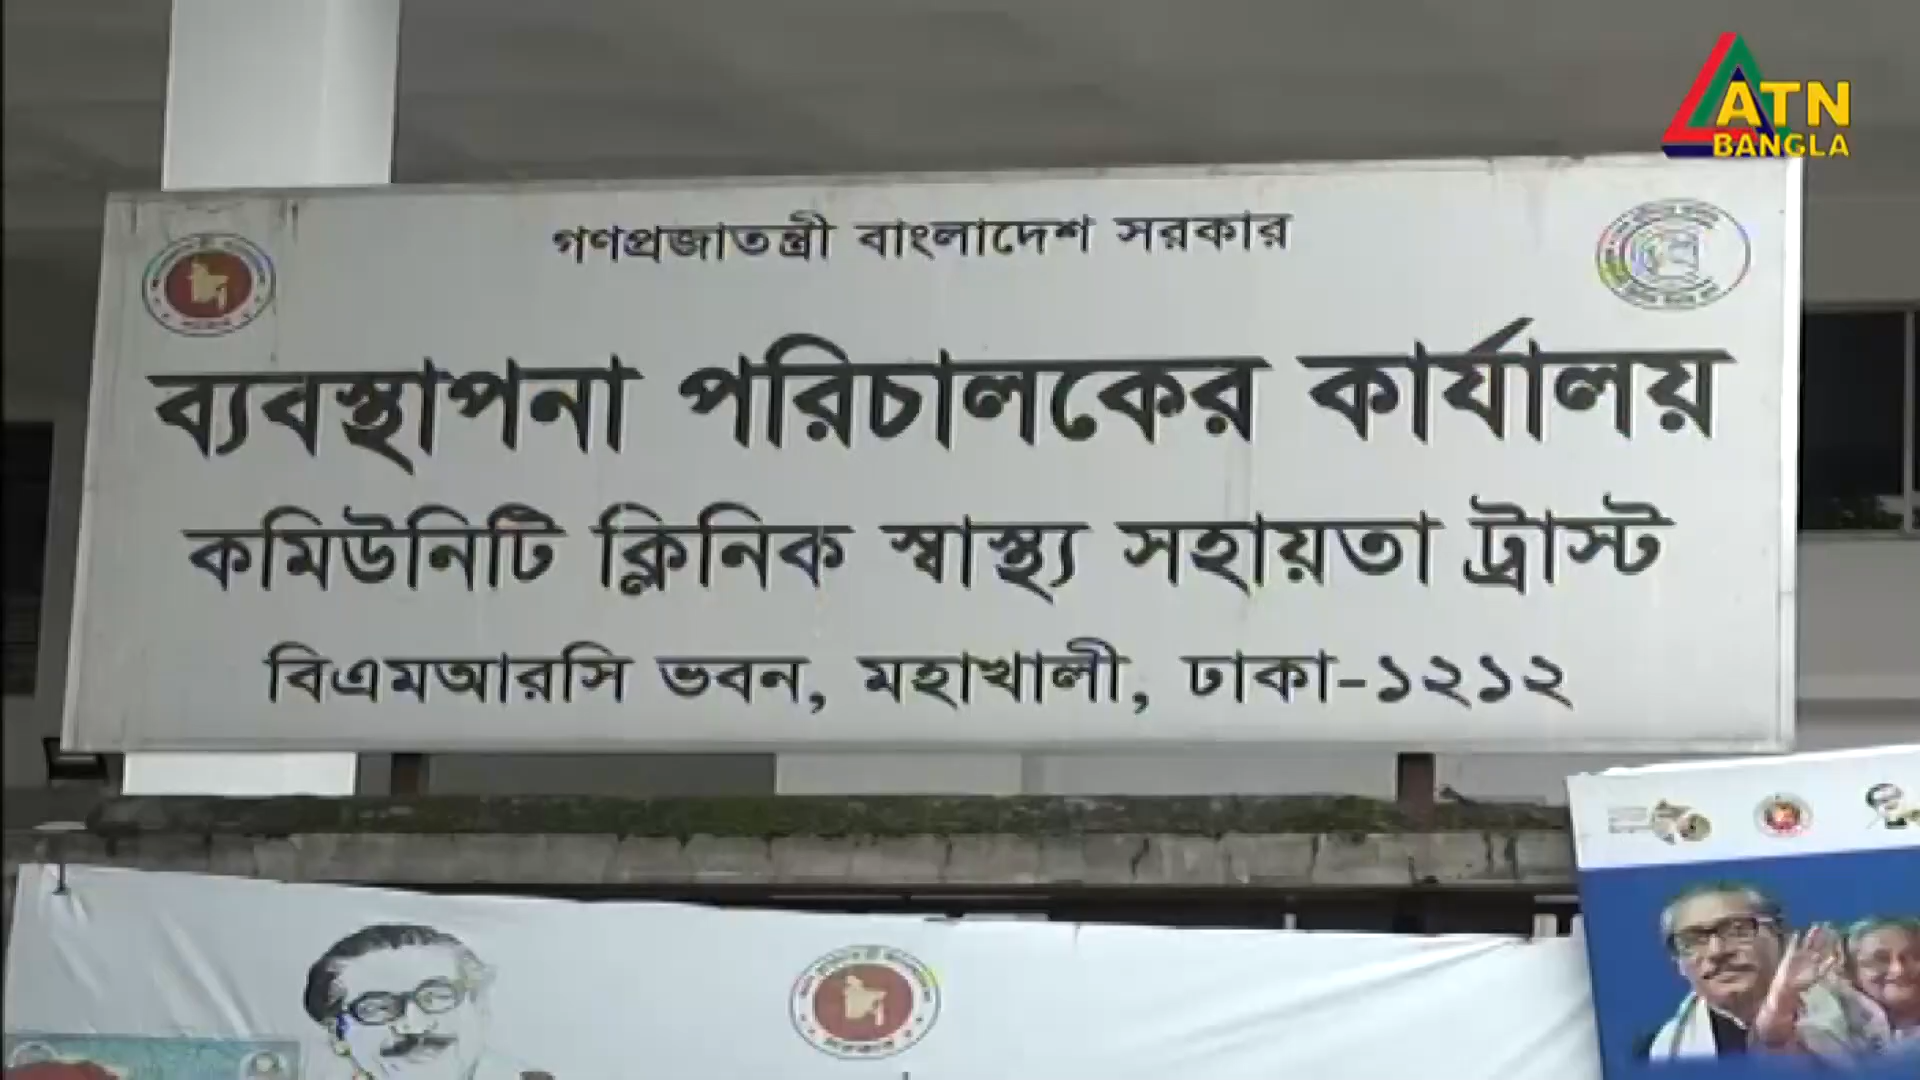 ATN
BANGLA
গণপ্রজাতন্ত্রী বাংলাদেশ সরকার
ব্যবস্থাপনা পরিচালকের কার্যালয়
কমিউনিটি ক্লিনিক স্বাস্থ্য সহায়তা ট্রাস্ট
বিএমআরসি ভবন, মহাখালী, ঢাকা-১২১২